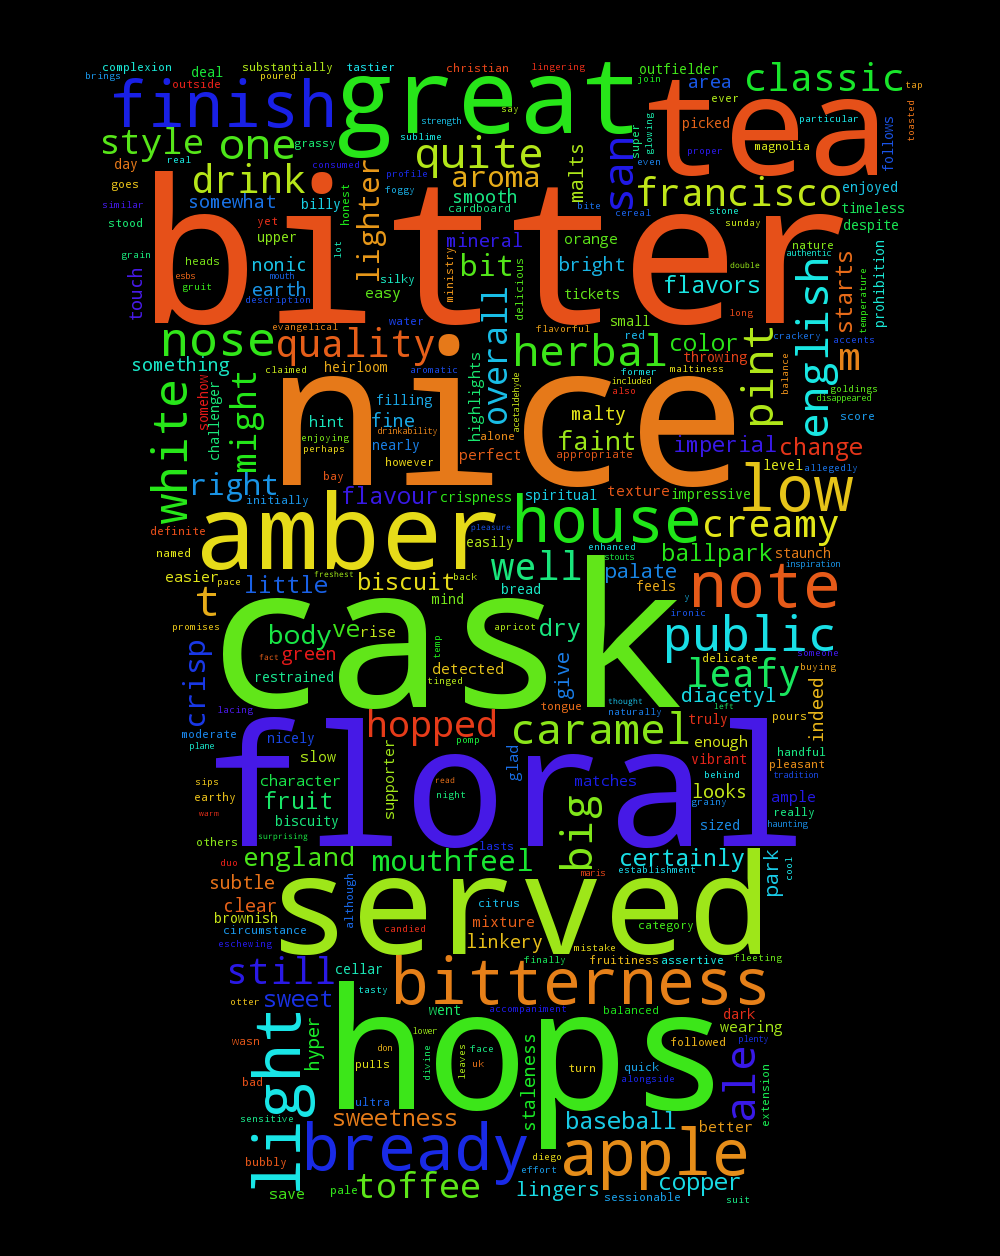 complexion substantially tastier christian lingering outfielder
brings deal poured join area classic
outside finish great say ever tea tap
strength particular toasted
style one grassy sublime super glowing picked magnolia follows
day real consumed quite malts san even proper
goes drink aroma francisco enjoyed
similar somewhat billy honest foggy profile smooth bite cereal stone sunday timeless
stood bitter cardboard despite
yet upper lot lighter mineral ministry orange nature authentic
grain heads nonic mouth silky bit delicious bright double english starts prohibition
touch esbs gruit earth easy tickets flavors temperature
description water overall small long crackery accents
nose evangelical flavorful red color pint m
something quality aromatic herbal former throwing balance goldings
claimed heirloom nice included maltiness also disappeared
white somehow challenger might hint filling highlights acetaldehyde malty score
enjoying fine drinkability alone faint
perhaps nearly however perfect appropriate imperial change
right bay level allegedly
initially flavour crispness spiritual texture impressive low
definite amber pleasure house creamy
named easily enhanced ballpark staunch
easier pace freshest biscuit back well stouts palate inspiration
t little bread feels note
mind cask y ironic
promises body ve rise apricot dry public someone
crisp green fact temp detected give delicate buying
restrained tinged leafy indeed
tongue thought diacetyl
lacing hopped naturally left pours
moderate nicely pomp caramel truly enough handful
plane slow supporter glad vibrant pleasant tradition
sips character read matches behind looks
earthy fruit night floral grainy ample
warm biscuity big sized really
others surprising lasts haunting
duo england mouthfeel certainly park cool
subtle maris establishment
clear although served
brownish candied citrus category
circumstance mixture
eschewing linkery mistake
still cellar finally fruitiness assertive fleeting
otter sweet tasty bitterness
light went accompaniment balanced dark
wasn hyper lower hops wearing
don divine leaves face followed plenty
bad pulls uk staleness turn quick ale
ultra alongside extension
sensitive sweetness baseball better
bubbly bready diego apple
effort
save pale toffee lingers copper
sessionable suit